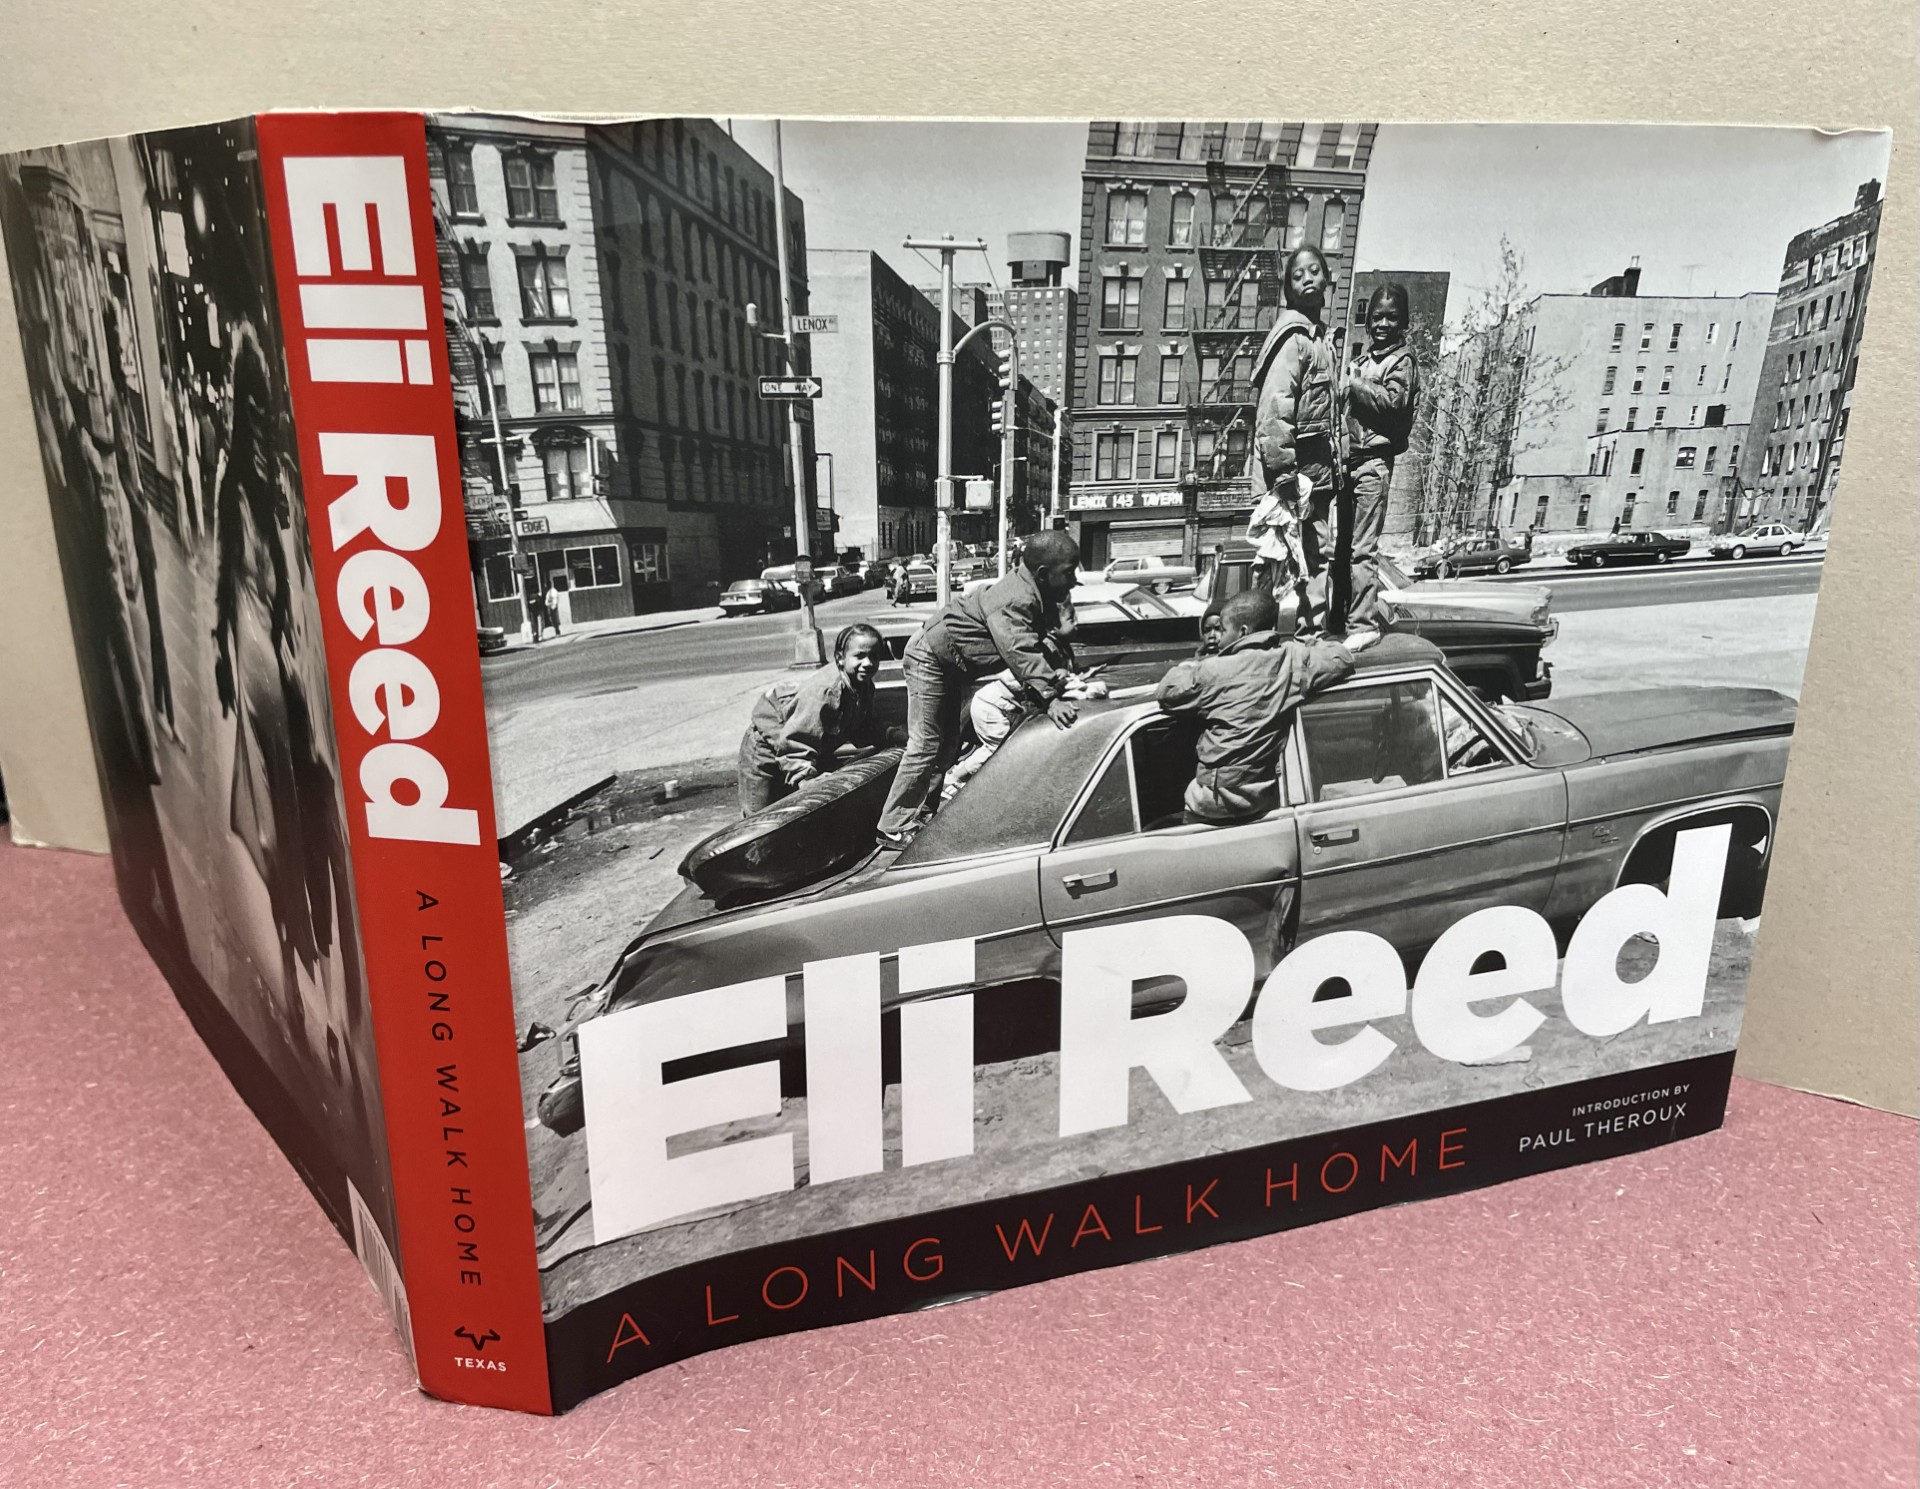 Eli Reed
A LONG WALK HOME
TEXAS
LENOX AV
ONE WAY
LENOX 143 TAVERN
EDGE
Eli Reed
A LONG WALK HOME
INTRODUCTION BY
PAUL THEROUX